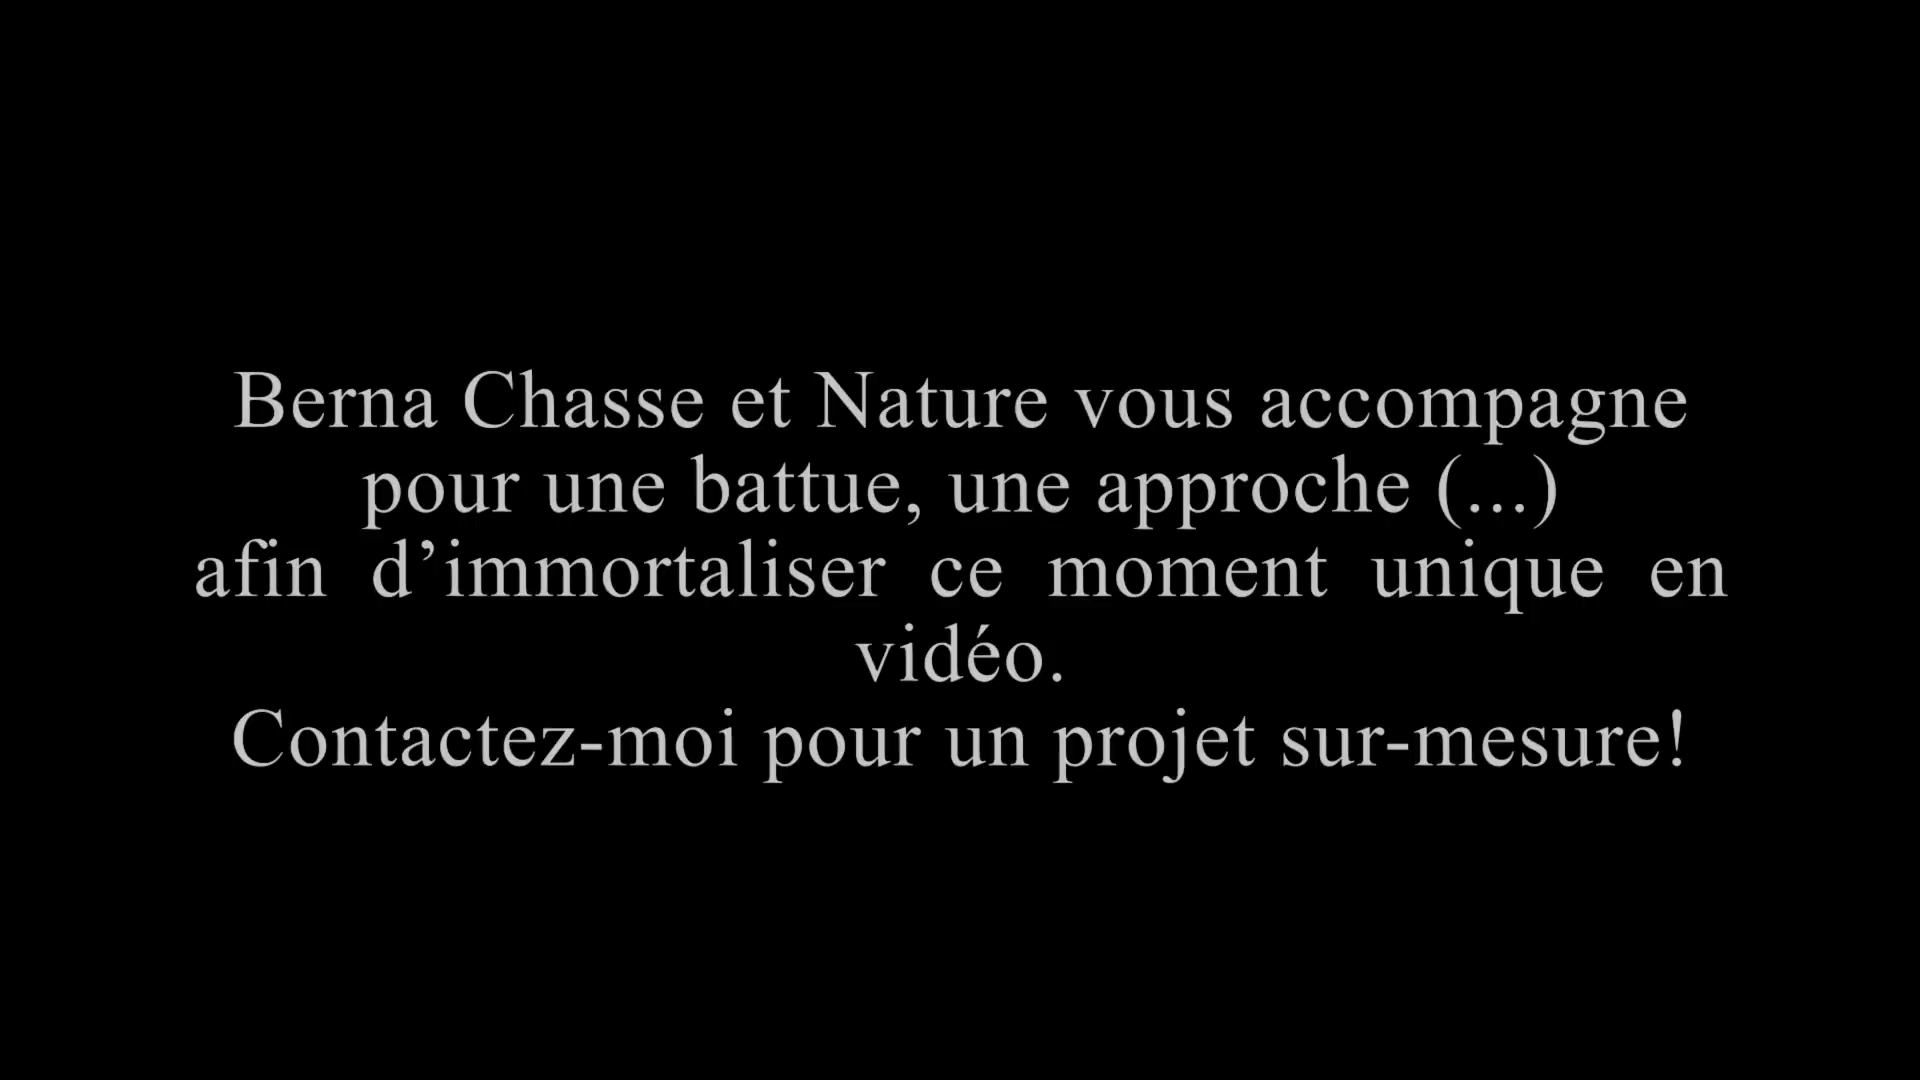 Berna Chasse et Nature vous accompagne
pour une battue, une approche (...)
afin d’immortaliser ce moment unique en
vidéo.
Contactez-moi pour un projet sur-mesure!